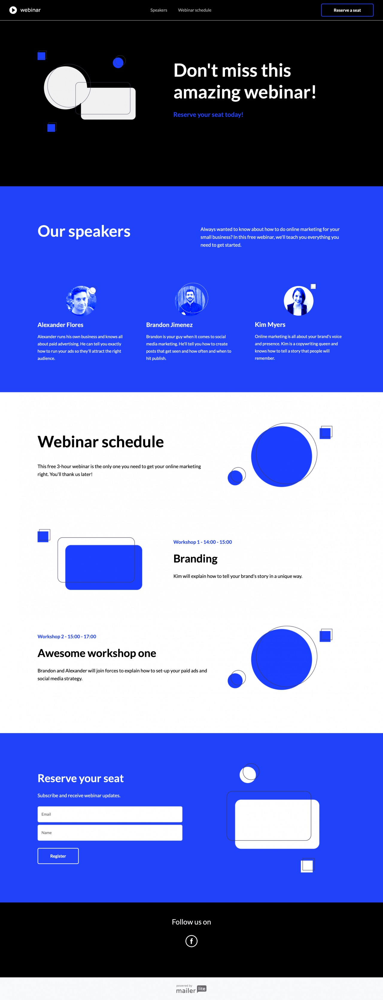 webinar
Speakers
Webinar schedule
Reserve a seat
Don't miss this
amazing webinar!
Reserve your seat today!
Our speakers
Always wanted to know about how to do online marketing for your
small business? In this free webinar, we'll teach you everything you
need to get started.
Alexander Flores
Alexander runs his own business and knows all
about paid advertising. He can tell you exactly
how to run your ads so they'll attract the right
audience.
Brandon Jimenez
Brandon is your guy when it comes to social
media marketing. He'll tell you how to create
posts that get seen and how often and when to
hit publish.
Kim Myers
Online marketing is all about your brand's voice
and presence. Kim is a copywriting queen and
knows how to tell a story that people will
remember.
Webinar schedule
This free 3-hour webinar is the only one you need to get your online marketing
right. You'll thank us later!
Workshop 1 - 14:00 - 15:00
Branding
Kim will explain how to tell your brand's story in a unique way.
Workshop 2 - 15:00 - 17:00
Awesome workshop one
Brandon and Alexander will join forces to explain how to set-up your paid ads and
social media strategy.
Reserve your seat
Subscribe and receive webinar updates.
Email
Name
Register
Follow us on
powered by
mailer lite